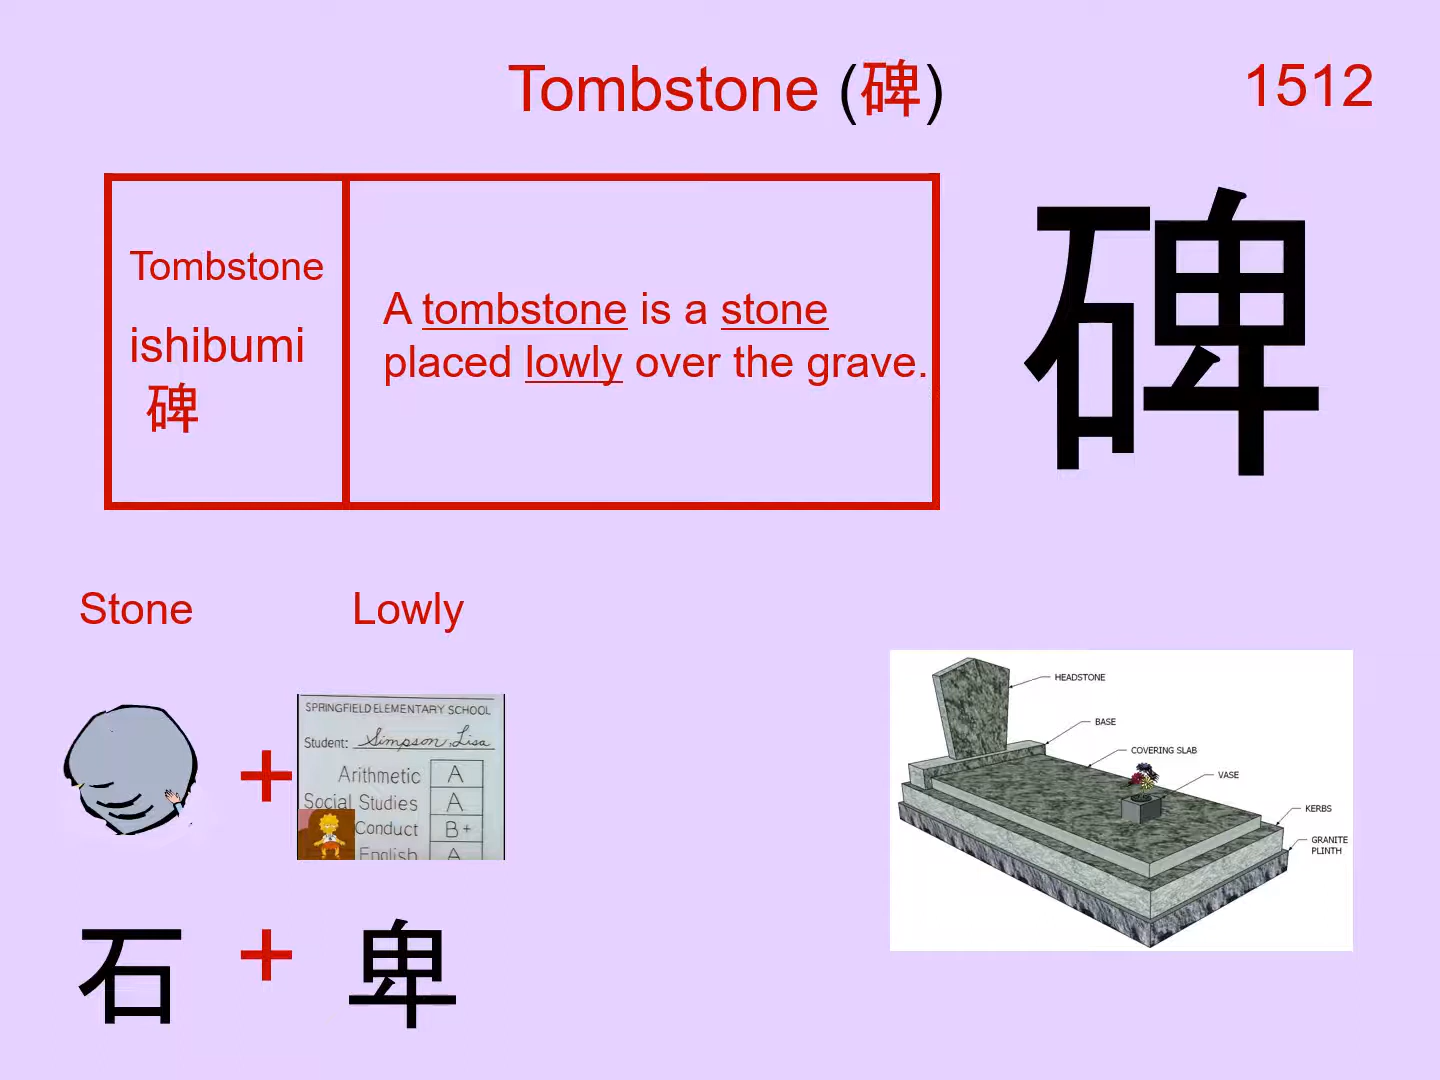 Tombstone (碑)
1512
Tombstone
ishibumi
碑
A tombstone is a stone
placed lowly over the grave.
碑
Stone
Lowly
SPRINGFIELD ELEMENTARY SCHOOL
Student: Simpson, Lisa
Arithmetic A
Social Studies A
Conduct B+
English A
+
石 + 卑
HEADSTONE
BASE
COVERING SLAB
VASE
KERBS
GRANITE
PLINTH